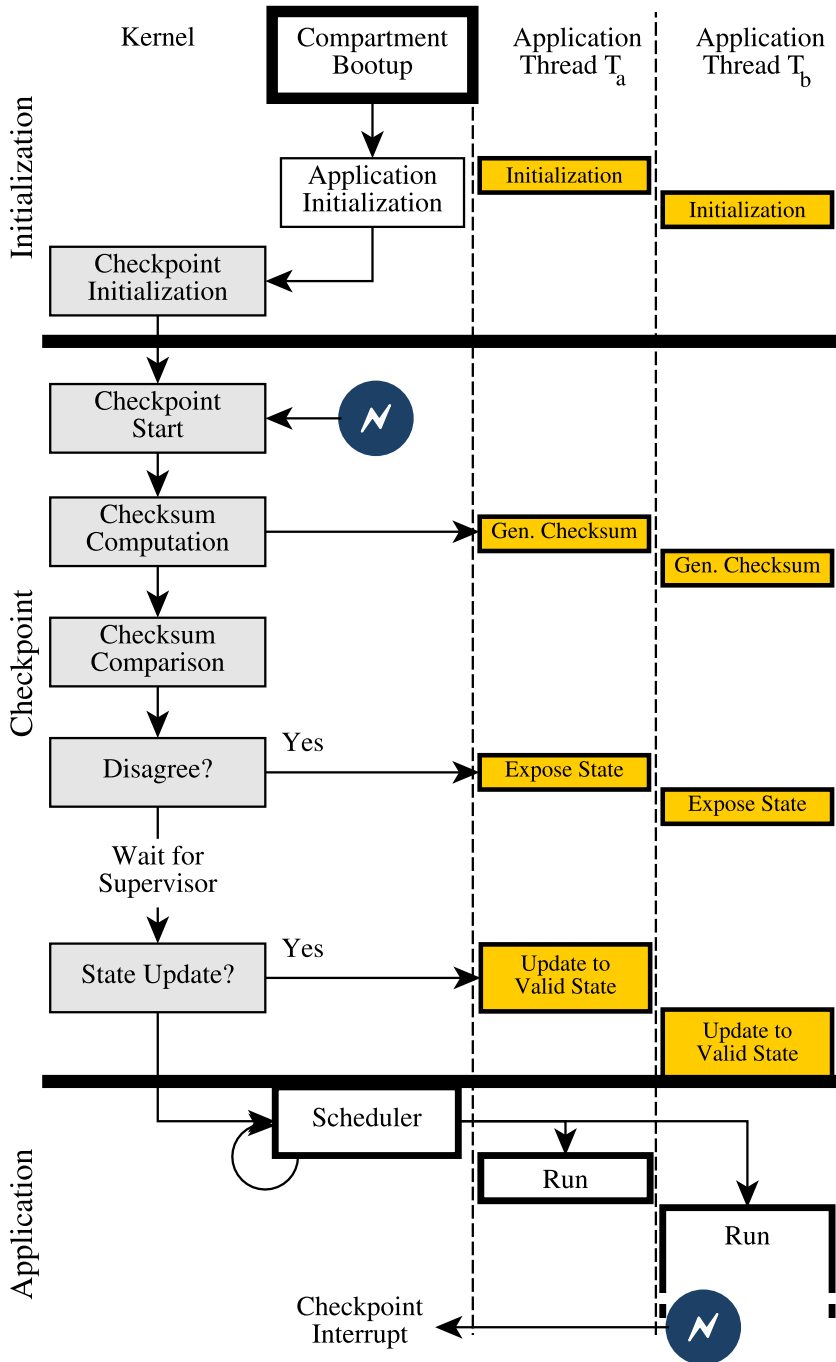 Kernel
Compartment
Bootup
Application
Thread Ta
Application
Thread Tb
Initialization
Application
Initialization
Initialization
Initialization
Checkpoint
Initialization
Checkpoint
Checkpoint
Start
Checksum
Computation
Gen. Checksum
Gen. Checksum
Checksum
Comparison
Disagree?
Yes
Expose State
Expose State
Wait for
Supervisor
State Update?
Yes
Update to
Valid State
Update to
Valid State
Application
Scheduler
Run
Run
Checkpoint
Interrupt